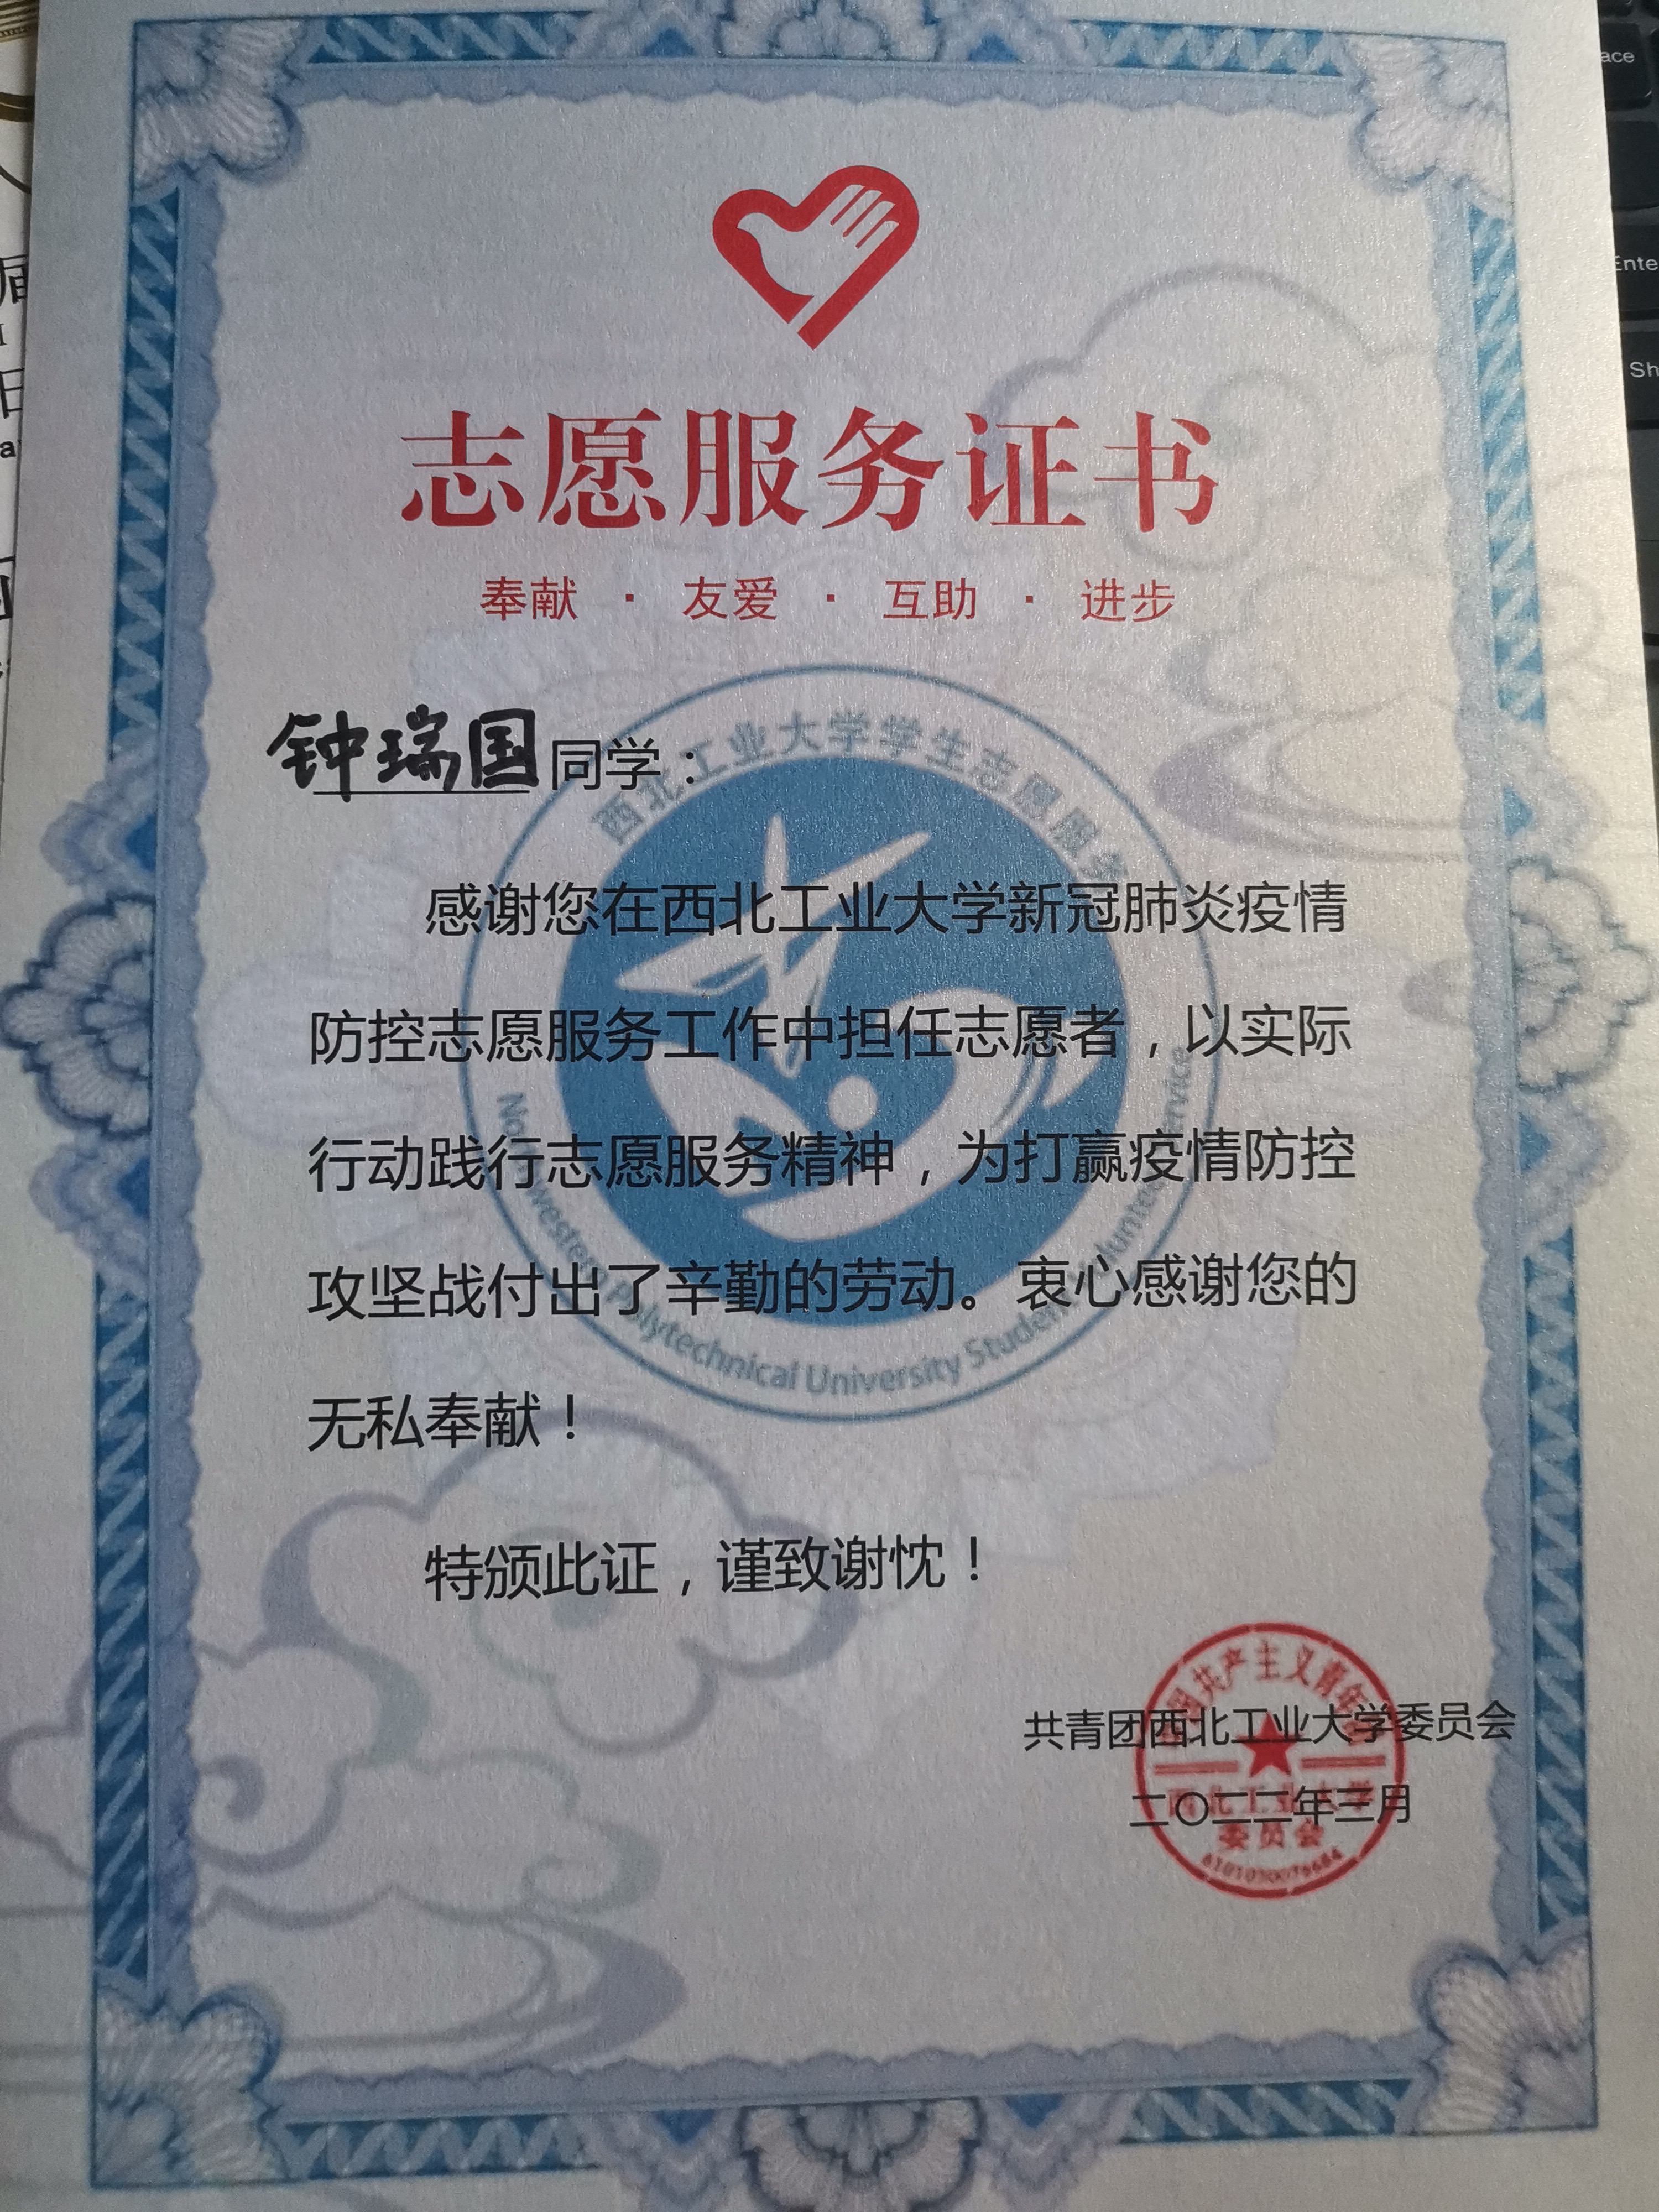 志愿服务证书
奉献 · 友爱 · 互助 · 进步
钟瑞国同学：
西北工业大学学生志愿服务
感谢您在西北工业大学新冠肺炎疫情
防控志愿服务工作中担任志愿者，以实际
行动践行志愿服务精神，为打赢疫情防控
攻坚战付出了辛勤的劳动。衷心感谢您的
无私奉献！
Northwestern Polytechnical University Student Volunteer Service
特颁此证，谨致谢忱！
共青团西北工业大学委员会
二〇二二年三月
中国共产主义青年团
西北工业大学
委员会
ace
Ente
Sh